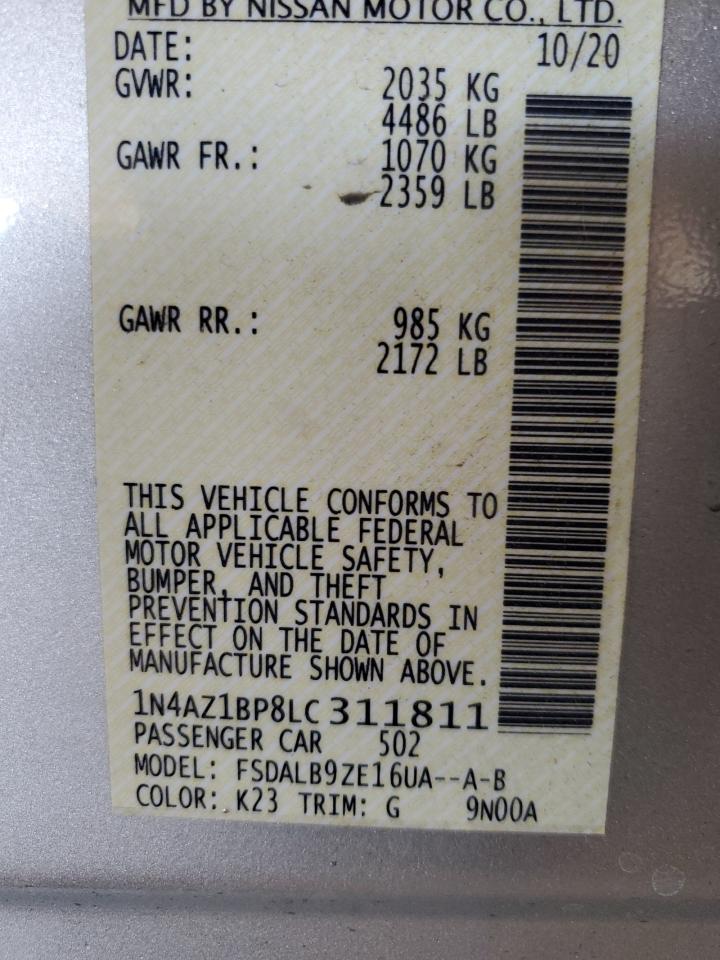 MFD BY NISSAN MOTOR CO., LTD.
DATE: 10/20
GVWR: 2035 KG
4486 LB
GAWR FR.: 1070 KG
2359 LB
GAWR RR.: 985 KG
2172 LB
THIS VEHICLE CONFORMS TO
ALL APPLICABLE FEDERAL
MOTOR VEHICLE SAFETY,
BUMPER, AND THEFT
PREVENTION STANDARDS IN
EFFECT ON THE DATE OF
MANUFACTURE SHOWN ABOVE.
1N4AZ1BP8LC311811
PASSENGER CAR 502
MODEL: FSDALB9ZE16UA--A-B
COLOR: K23 TRIM: G 9N00A